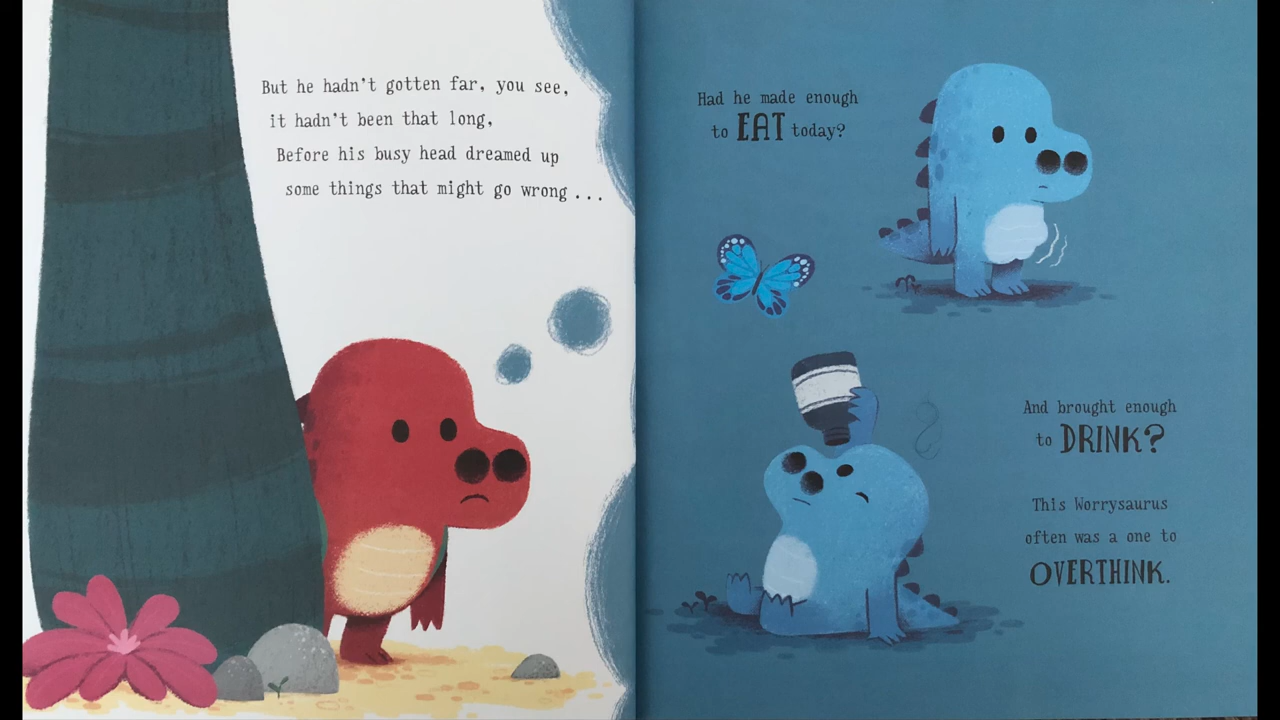 But he hadn't gotten far, you see,
it hadn't been that long,
Before his busy head dreamed up
some things that might go wrong ...
Had he made enough
to EAT today?
And brought enough
to DRINK?
This Worrysaurus
often was a one to
OVERTHINK.